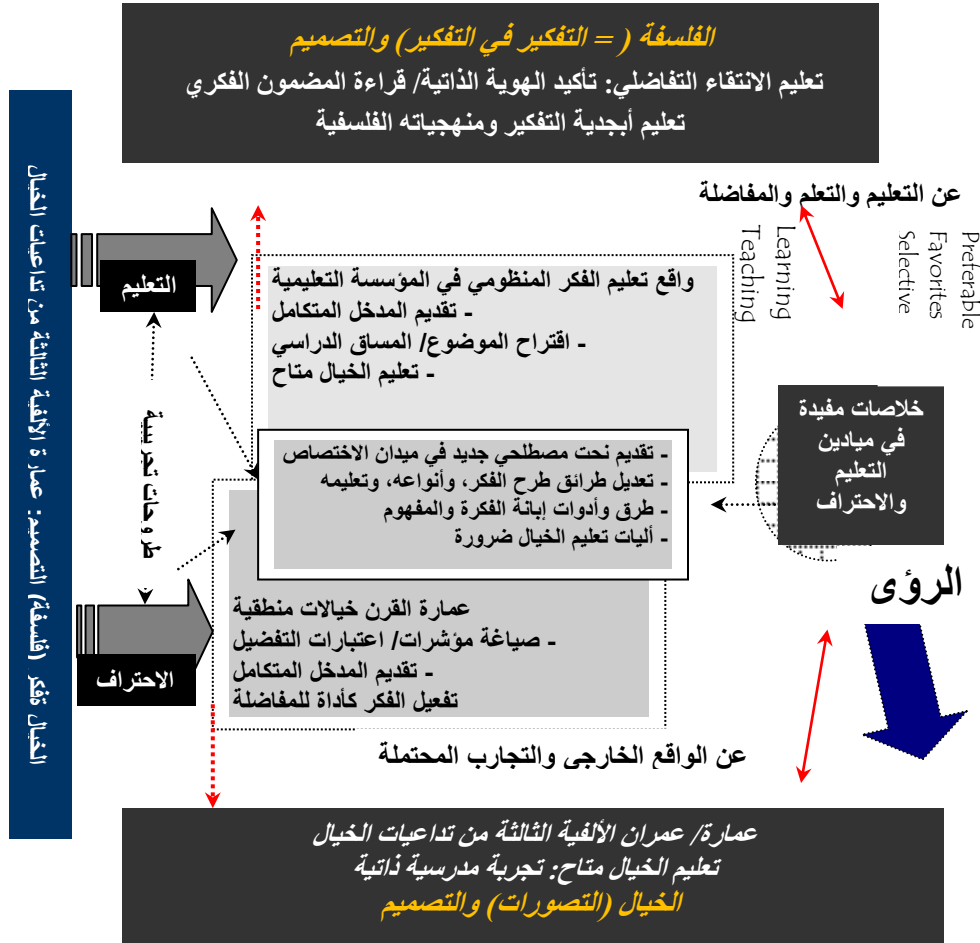 الفلسفة ( = التفكير في التفكير) والتصميم
تعليم الانتقاء التفاضلي: تأكيد الهوية الذاتية/ قراءة المضمون الفكري
تعليم أبجدية التفكير ومنهجياته الفلسفية
الخيال ةفكر (فلسفة) التصميم: عمارة الألفية الثالثة من تداعيات الخيال
عن التعليم والتعلم والمفاضلة
Preferable
Favorites
Selective
Learning
Teaching
التعليم
واقع تعليم الفكر المنظومي في المؤسسة التعليمية
- تقديم المدخل المتكامل
- اقتراح الموضوع/ المساق الدراسي
- تعليم الخيال متاح
طروحات تجريبية
خلاصات مفيدة
في ميادين
التعليم
والاحتراف
- تقديم نحت مصطلحي جديد في ميدان الاختصاص
- تعديل طرائق طرح الفكر، وأنواعه، وتعليمه
- طرق وأدوات إبانة الفكرة والمفهوم
- أليات تعليم الخيال ضرورة
الرؤى
عمارة القرن خيالات منطقية
- صياغة مؤشرات/ اعتبارات التفضيل
- تقديم المدخل المتكامل
تفعيل الفكر كأداة للمفاضلة
الاحتراف
عن الواقع الخارجي والتجارب المحتملة
عمارة/ عمران الألفية الثالثة من تداعيات الخيال
تعليم الخيال متاح: تجربة مدرسية ذاتية
الخيال (التصورات) والتصميم